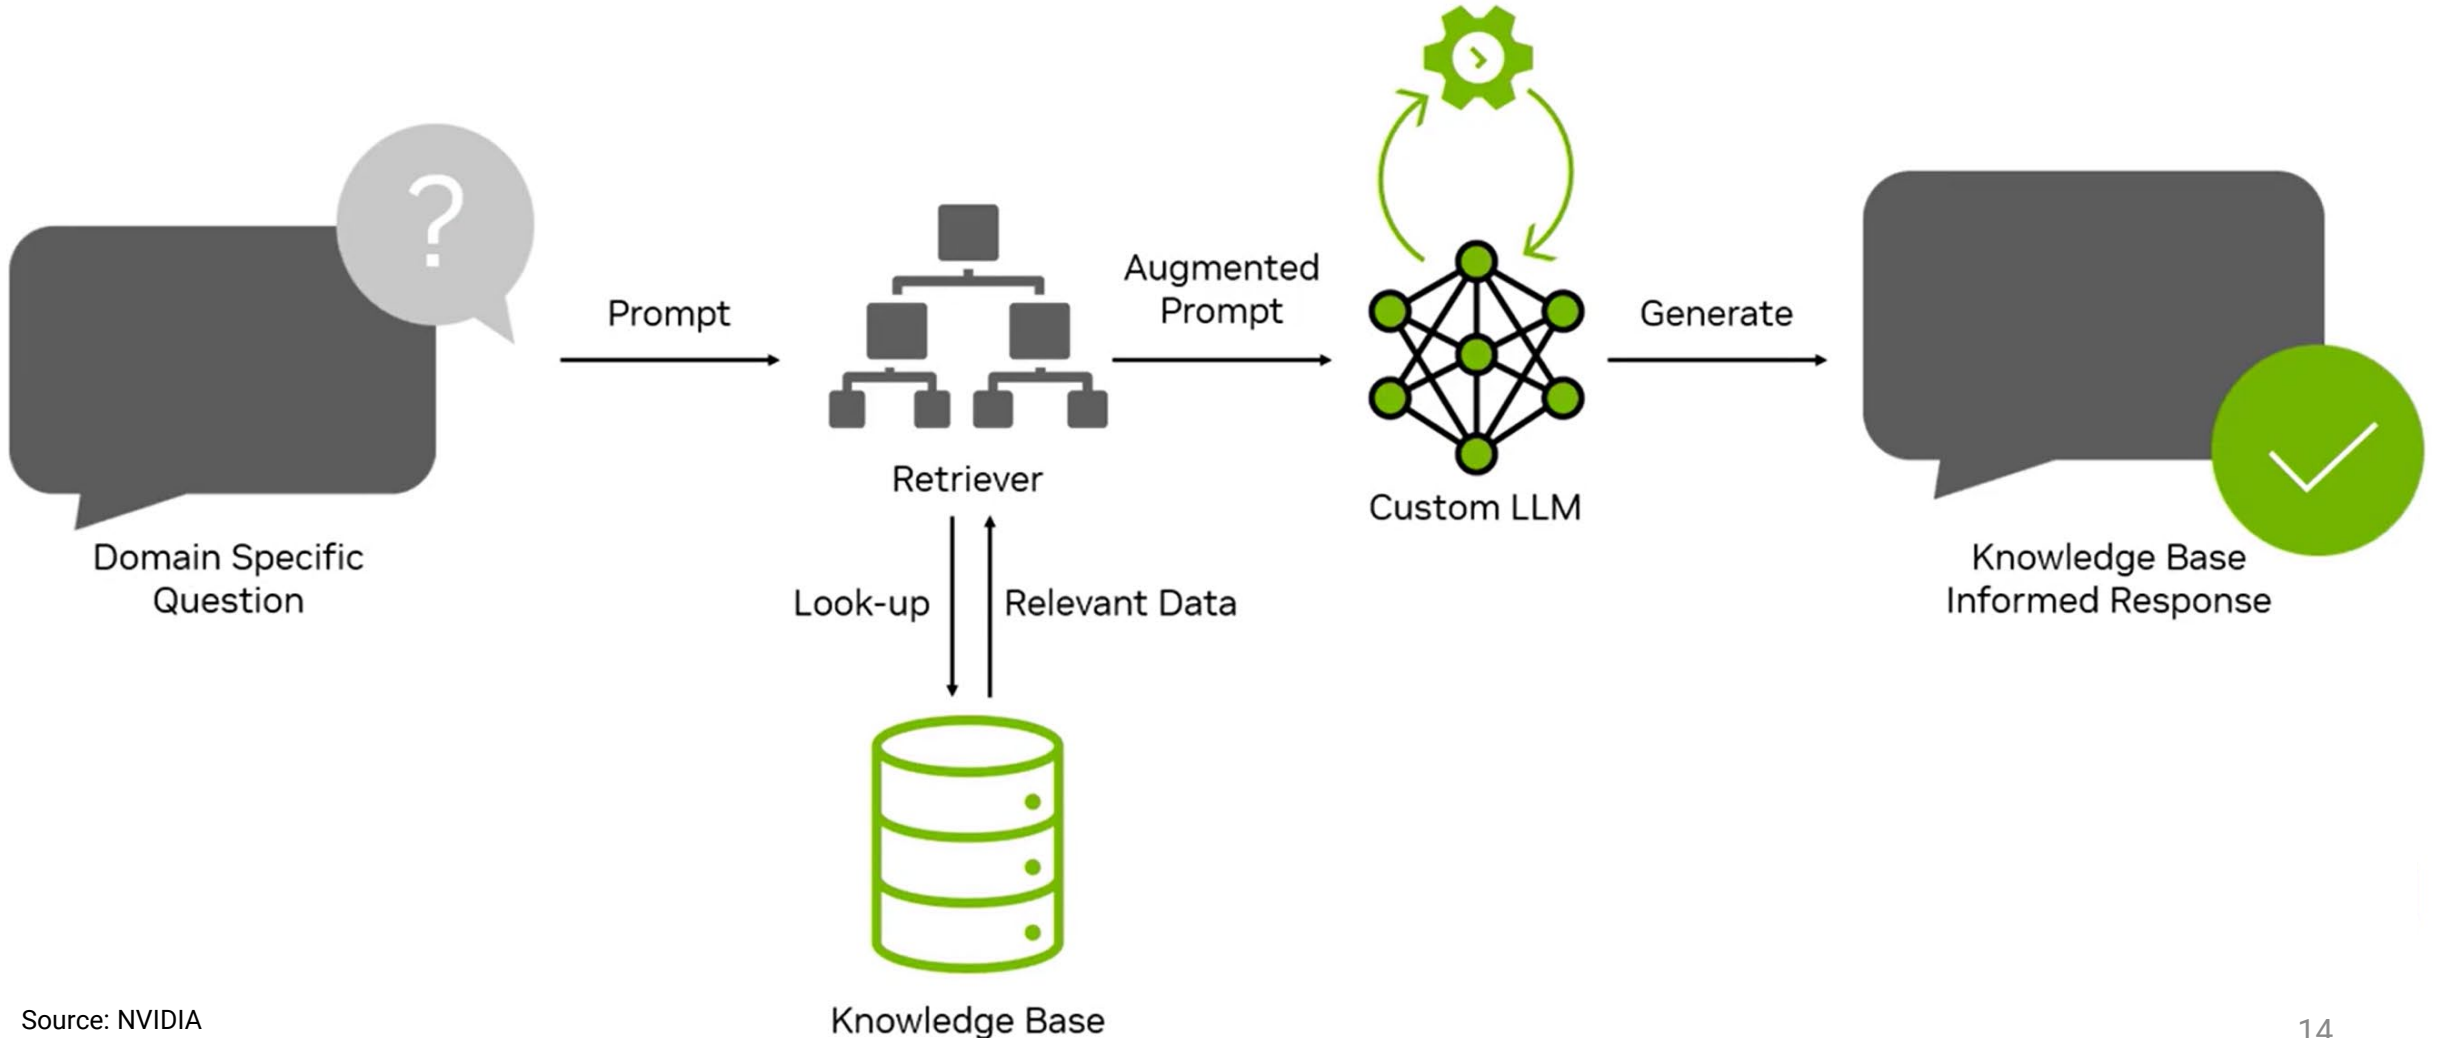 ?
Prompt
Augmented
Prompt
Generate
Retriever
Custom LLM
Domain Specific
Question
Knowledge Base
Informed Response
Look-up
Relevant Data
Knowledge Base
Source: NVIDIA
14